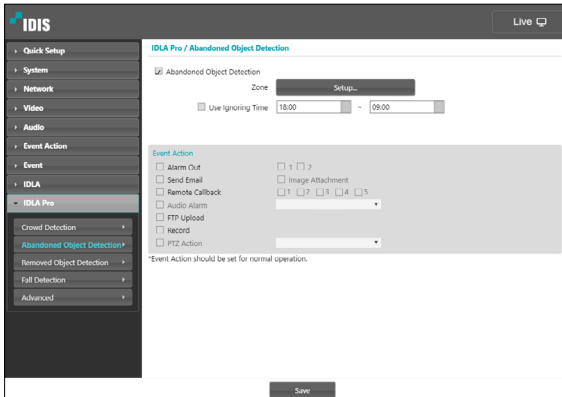 IDIS
Live
Quick Setup
System
Network
Video
Audio
Event Action
Event
IDLA
IDLA Pro
Crowd Detection
Abandoned Object Detection
Removed Object Detection
Fall Detection
Advanced
IDLA Pro / Abandoned Object Detection
Abandoned Object Detection
Zone Setup...
Use Ignoring Time 18:00 ~ 09:00
Event Action
Alarm Out 1 2
Send Email Image Attachment
Remote Callback 1 2 3 4 5
Audio Alarm
FTP Upload
Record
PTZ Action
*Event Action should be set for normal operation.
Save